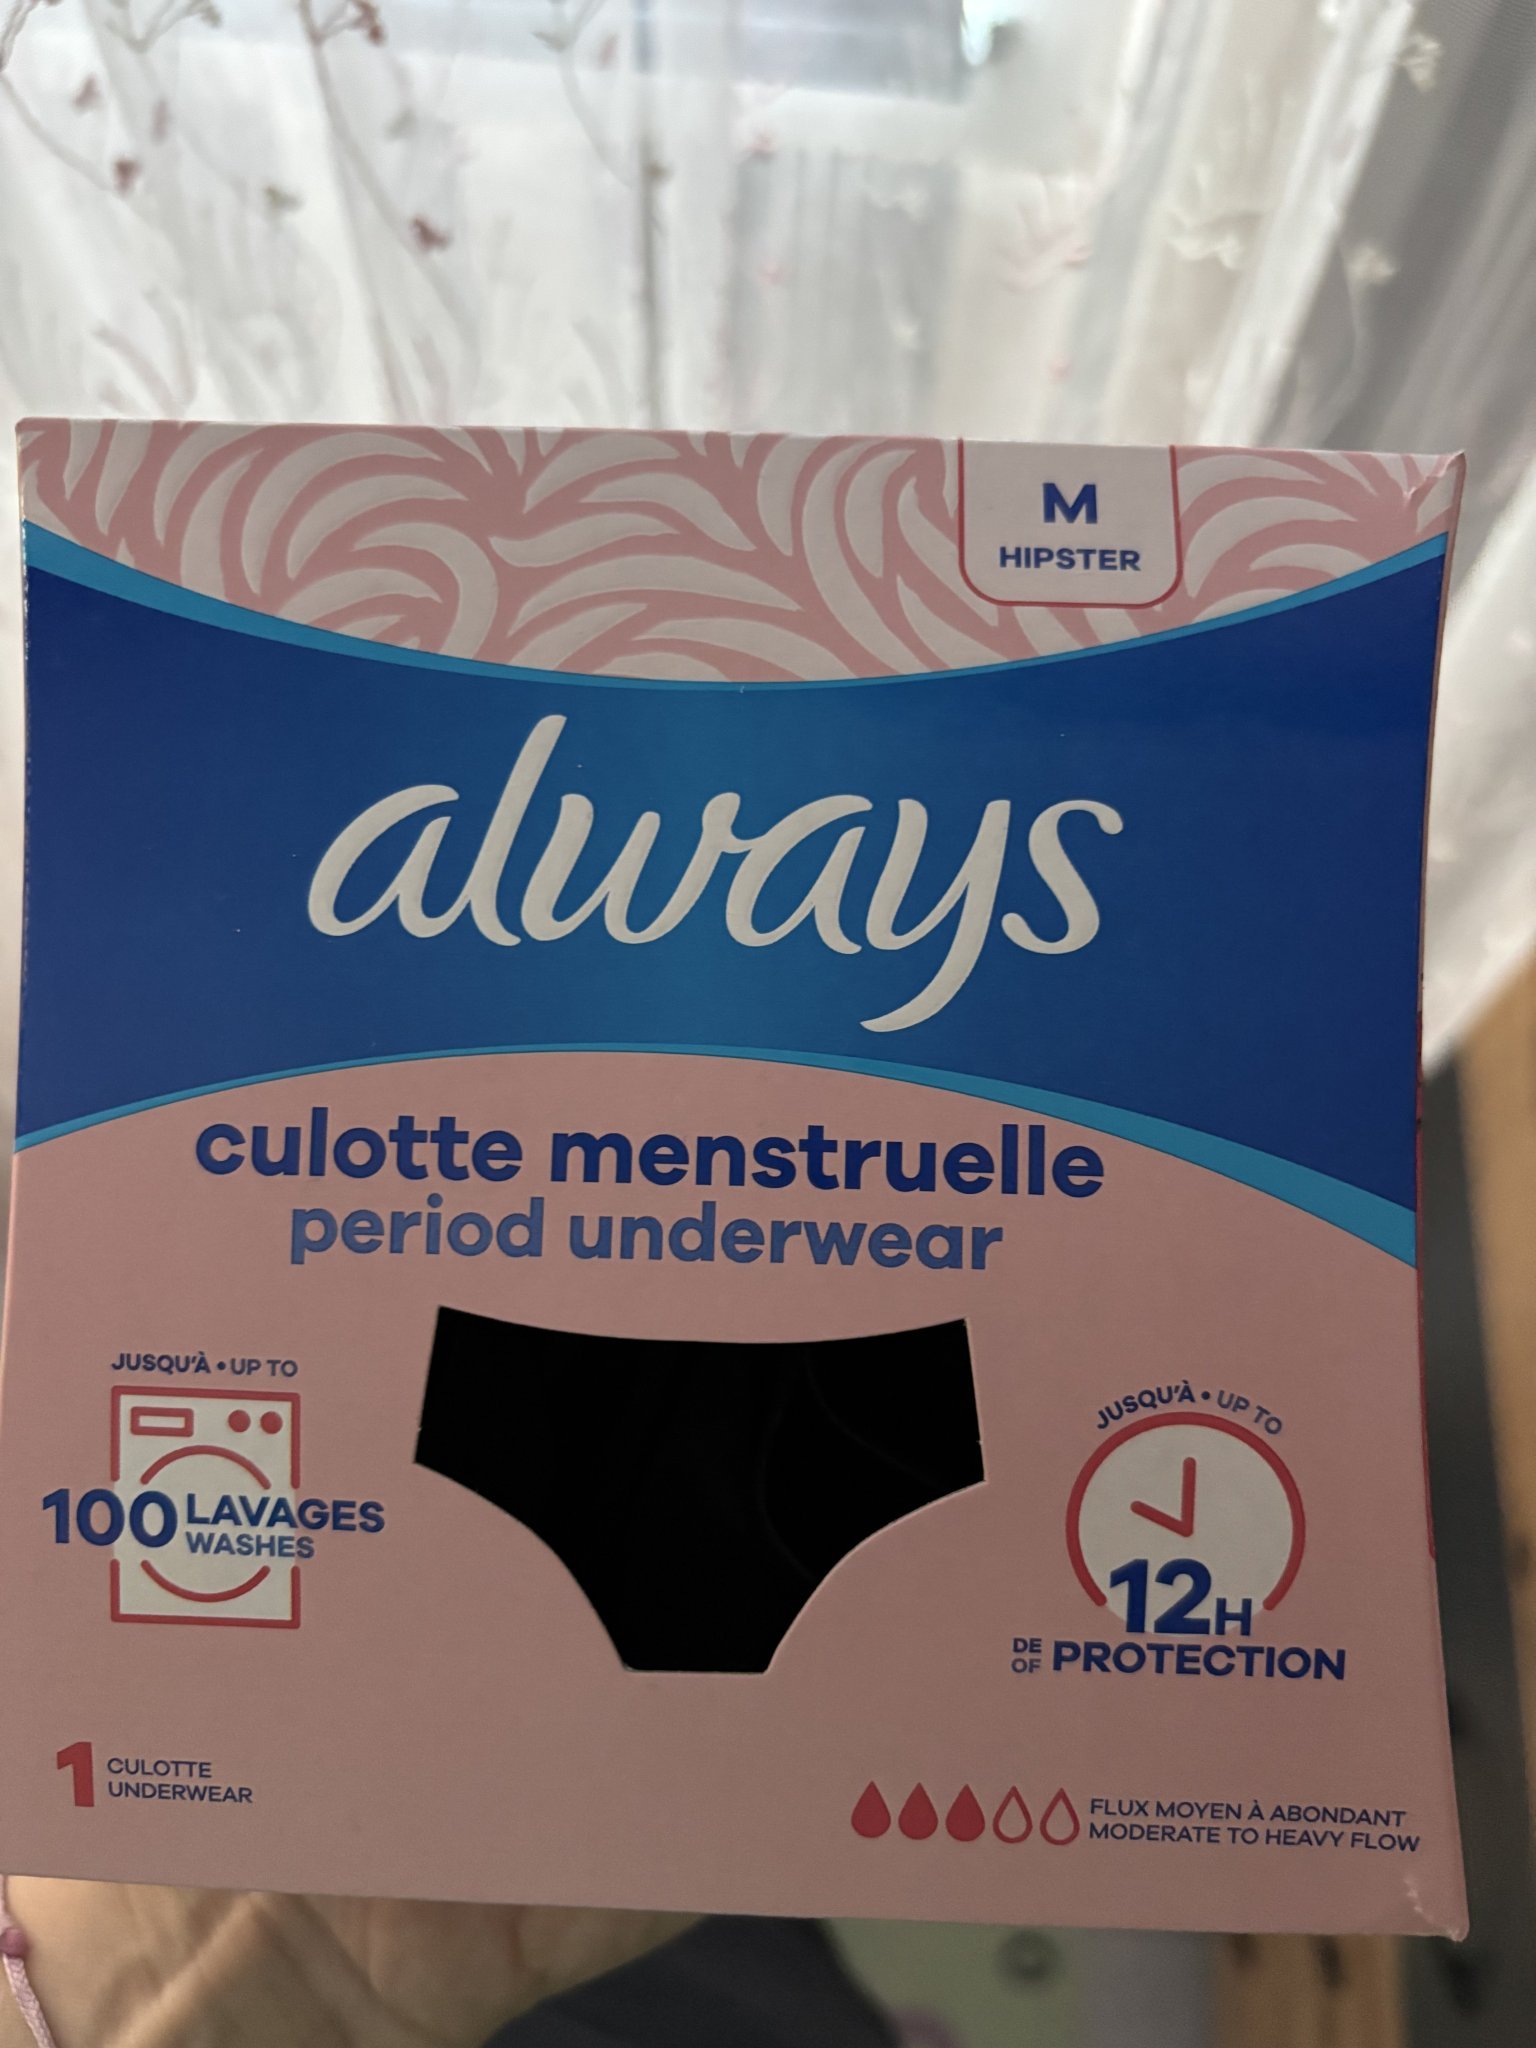 M
HIPSTER
always
culotte menstruelle
period underwear
JUSQU'À • UP TO
100 LAVAGES
WASHES
JUSQU'À • UP TO
12H
DE PROTECTION
OF
1 CULOTTE
UNDERWEAR
FLUX MOYEN À ABONDANT
MODERATE TO HEAVY FLOW